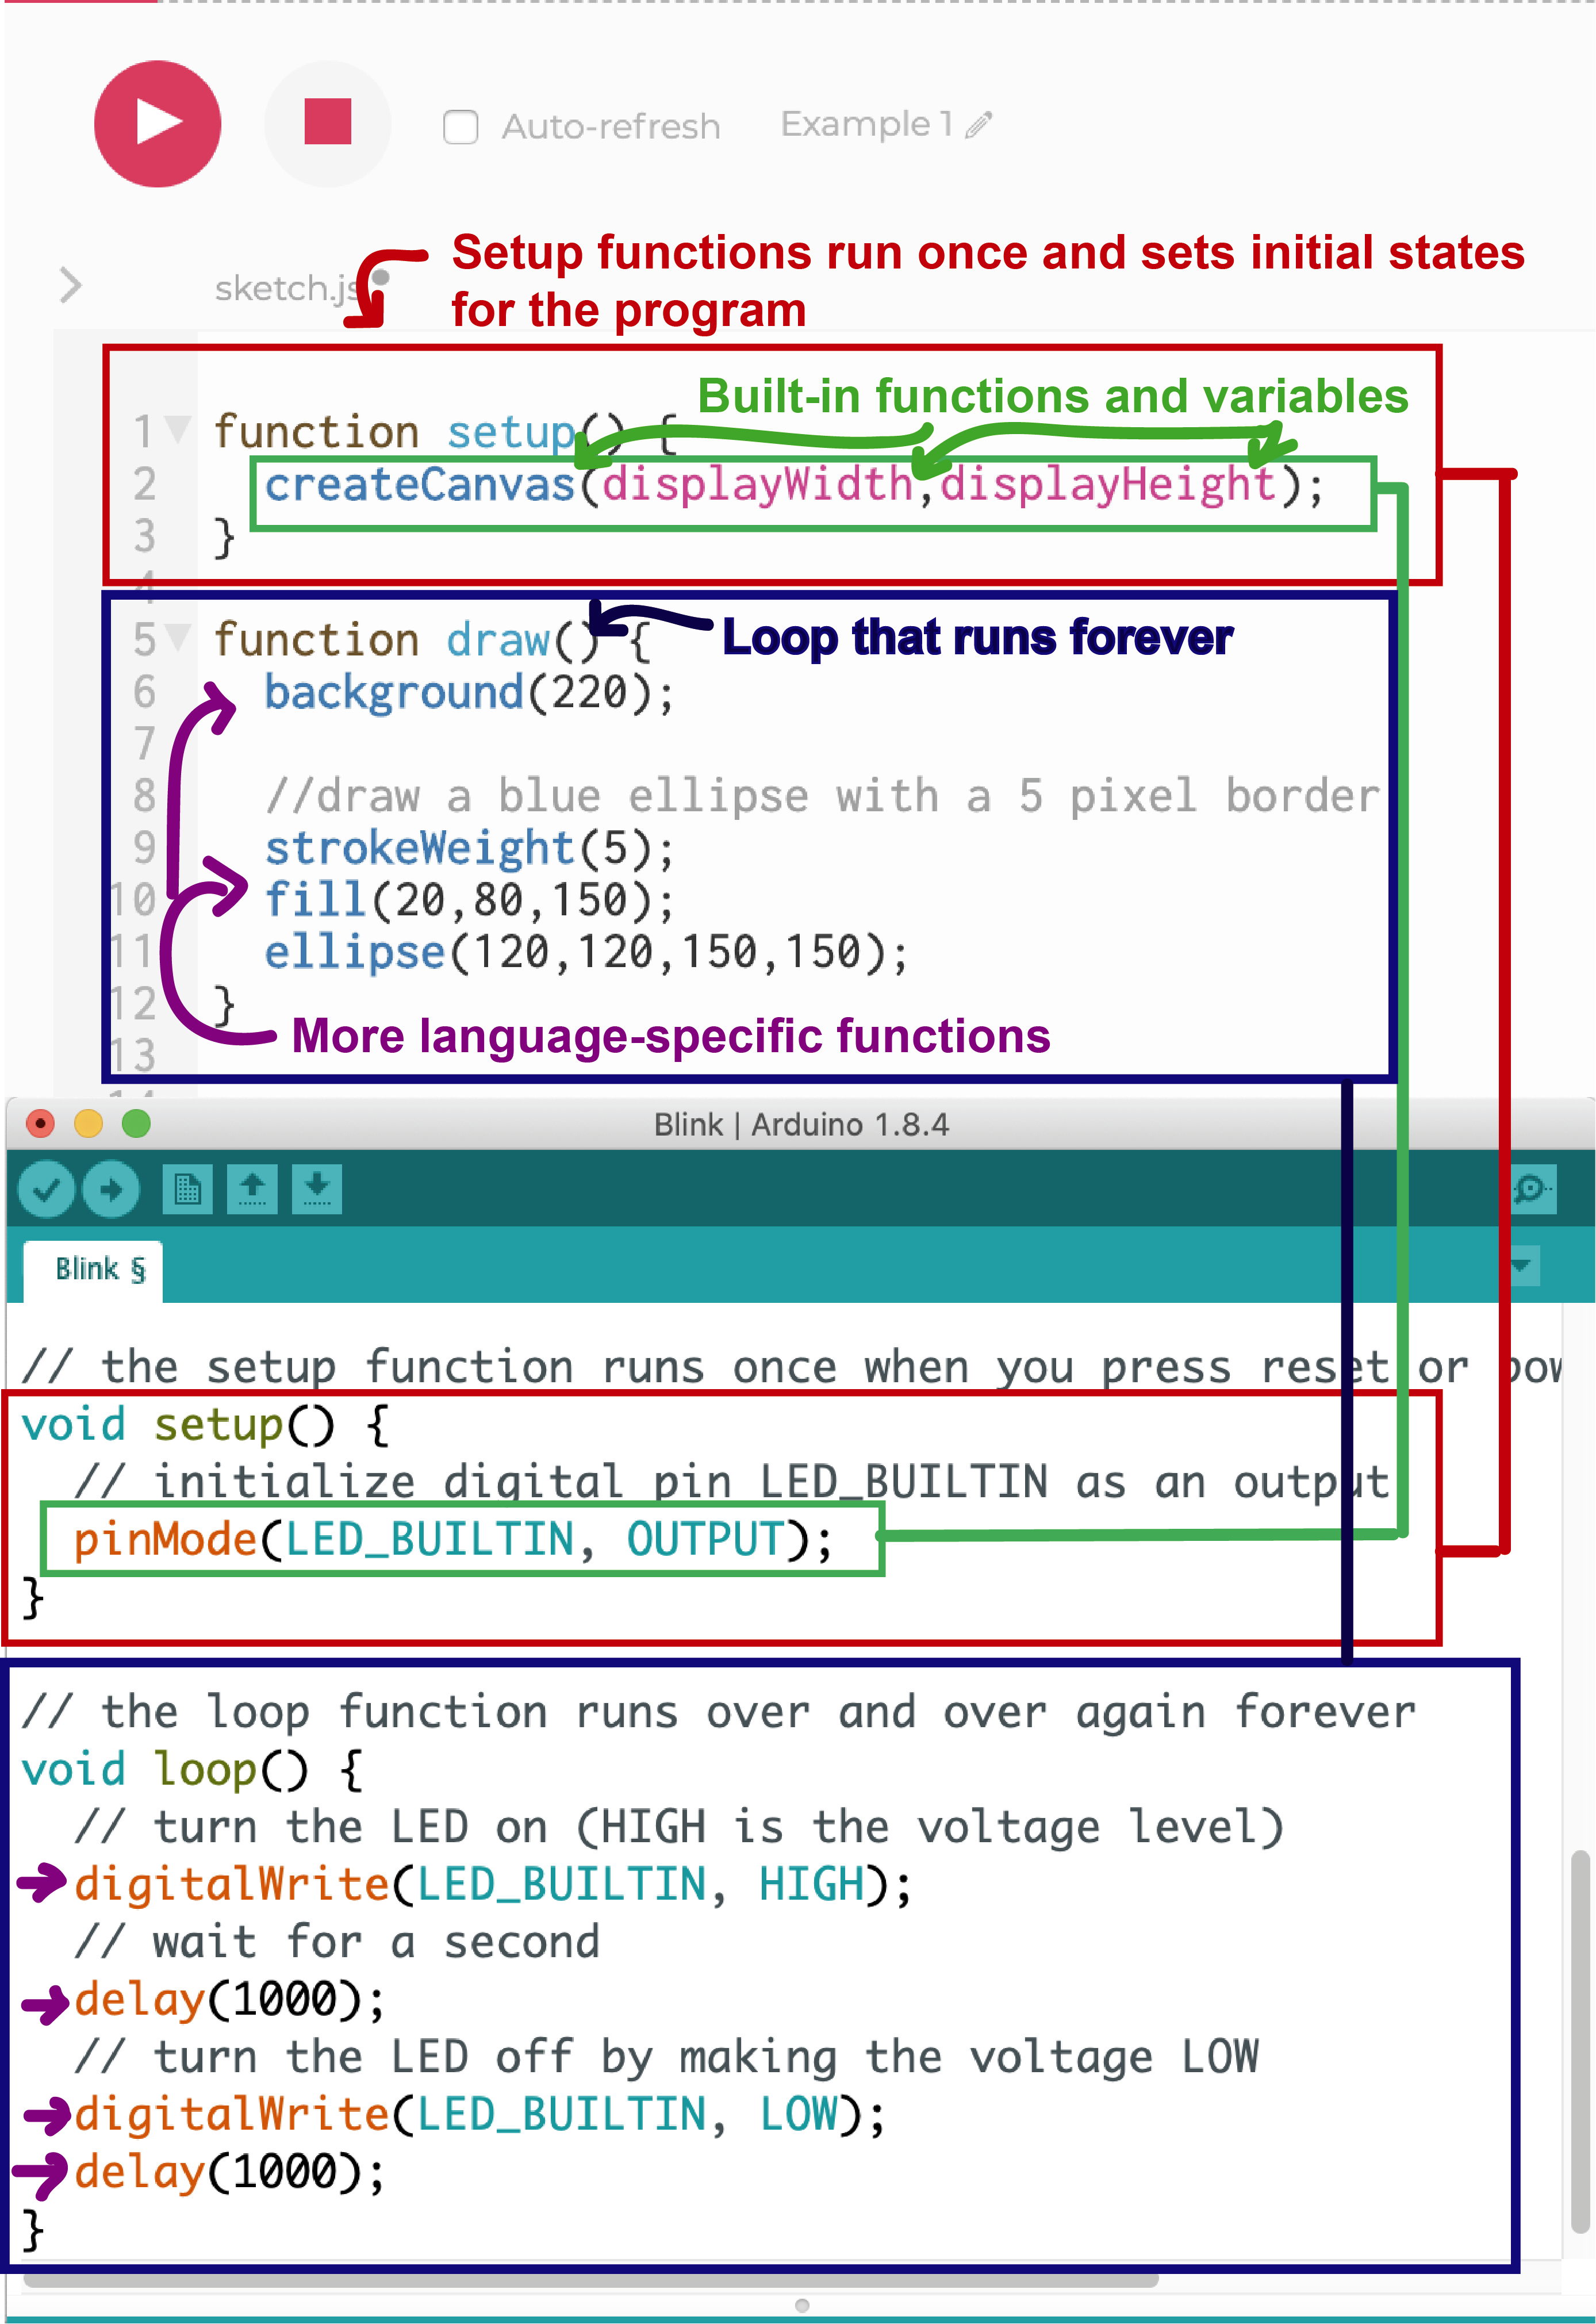 Auto-refresh Example 1
Setup functions run once and sets initial states
for the program
sketch.js
Built-in functions and variables
1 function setup() {
2 createCanvas(displayWidth,displayHeight);
3 }
4
5 function draw() {
Loop that runs forever
6 background(220);
7
8 //draw a blue ellipse with a 5 pixel border
9 strokeWeight(5);
10 fill(20,80,150);
11 ellipse(120,120,150,150);
12 }
More language-specific functions
13
Blink | Arduino 1.8.4
Blink §
// the setup function runs once when you press reset or pow
void setup() {
// initialize digital pin LED_BUILTIN as an output
pinMode(LED_BUILTIN, OUTPUT);
}
// the loop function runs over and over again forever
void loop() {
// turn the LED on (HIGH is the voltage level)
digitalWrite(LED_BUILTIN, HIGH);
// wait for a second
delay(1000);
// turn the LED off by making the voltage LOW
digitalWrite(LED_BUILTIN, LOW);
delay(1000);
}